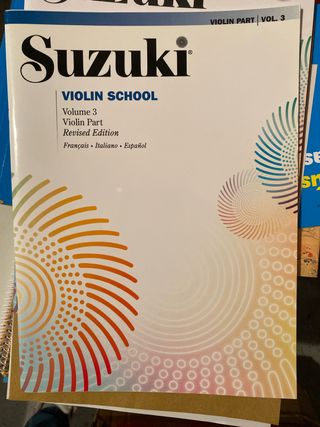 VIOLIN PART | VOL. 3
Suzuki®
VIOLIN SCHOOL
Volume 3
Violin Part
Revised Edition
Français • Italiano • Español